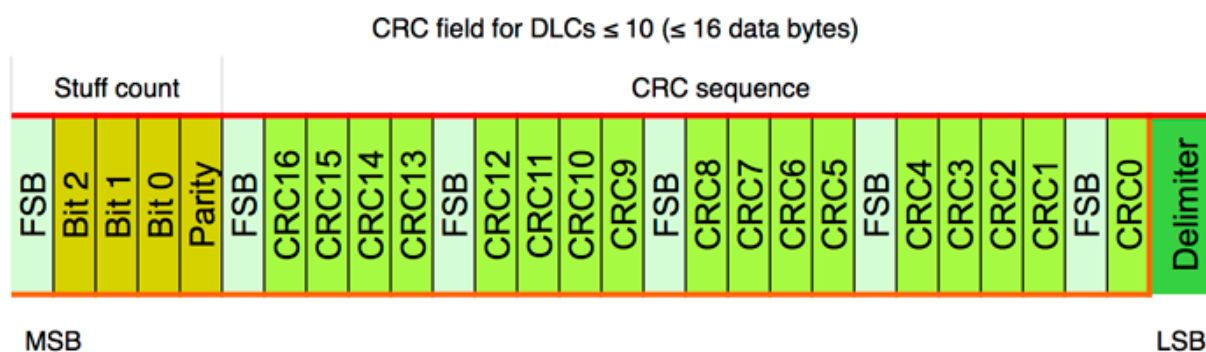 CRC field for DLCs ≤ 10 (≤ 16 data bytes)
Stuff count
CRC sequence
FSB
Bit 2
Bit 1
Bit 0
Parity
FSB
CRC16
CRC15
CRC14
CRC13
FSB
CRC12
CRC11
CRC10
CRC9
FSB
CRC8
CRC7
CRC6
CRC5
FSB
CRC4
CRC3
CRC2
CRC1
FSB
CRC0
Delimiter
MSB
LSB